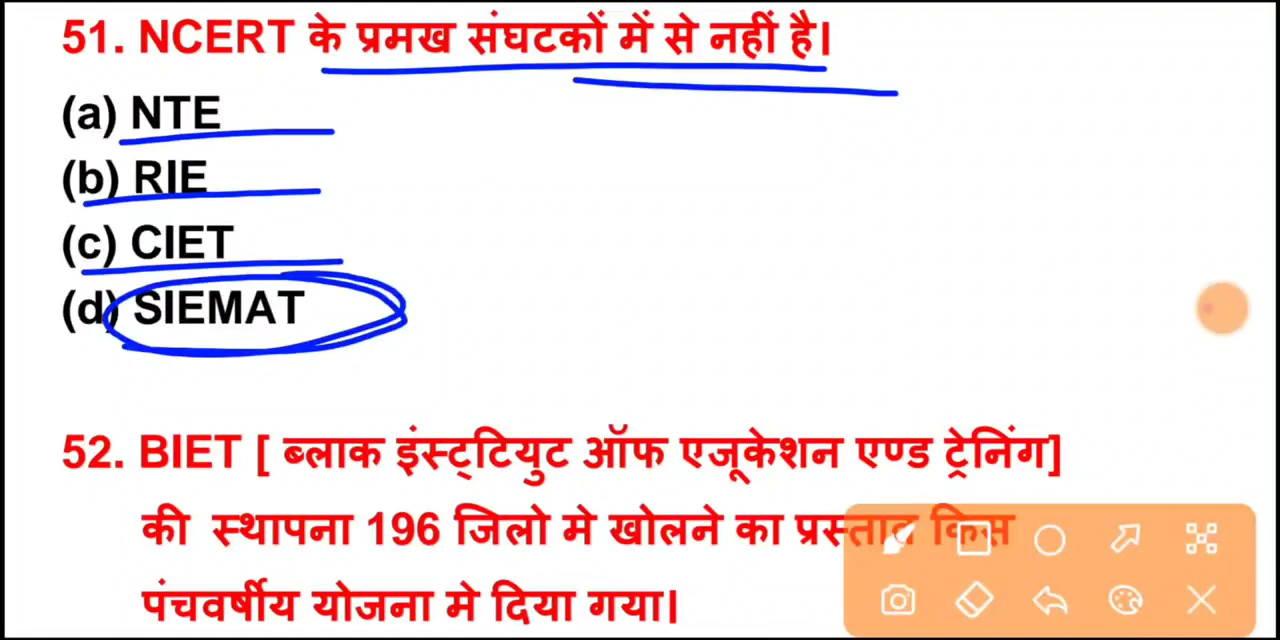 51. NCERT के प्रमख संघटकों में से नहीं है।
(a) NTE
(b) RIE
(c) CIET
(d) SIEMAT
52. BIET [ ब्लाक इंस्ट्टियुट ऑफ एजूकेशन एण्ड ट्रेनिंग]
की स्थापना 196 जिलो मे खोलने का प्रस्ताव किस
पंचवर्षीय योजना मे दिया गया।